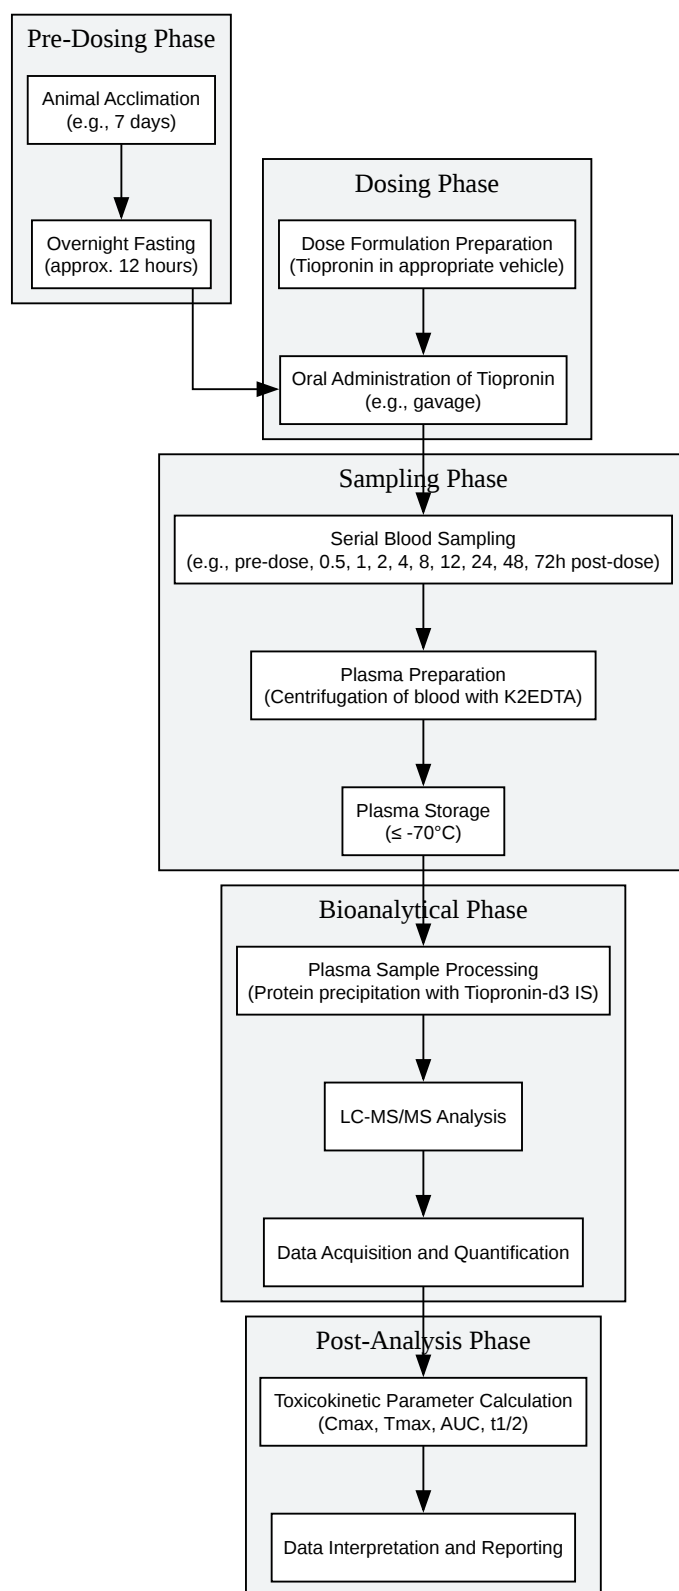 Pre-Dosing Phase
Animal Acclimation
(e.g., 7 days)
Overnight Fasting
(approx. 12 hours)
Dosing Phase
Dose Formulation Preparation
(Tiopronin in appropriate vehicle)
Oral Administration of Tiopronin
(e.g., gavage)
Sampling Phase
Serial Blood Sampling
(e.g., pre-dose, 0.5, 1, 2, 4, 8, 12, 24, 48, 72h post-dose)
Plasma Preparation
(Centrifugation of blood with K2EDTA)
Plasma Storage
(≤ -70°C)
Bioanalytical Phase
Plasma Sample Processing
(Protein precipitation with Tiopronin-d3 IS)
LC-MS/MS Analysis
Data Acquisition and Quantification
Post-Analysis Phase
Toxicokinetic Parameter Calculation
(Cmax, Tmax, AUC, t1/2)
Data Interpretation and Reporting